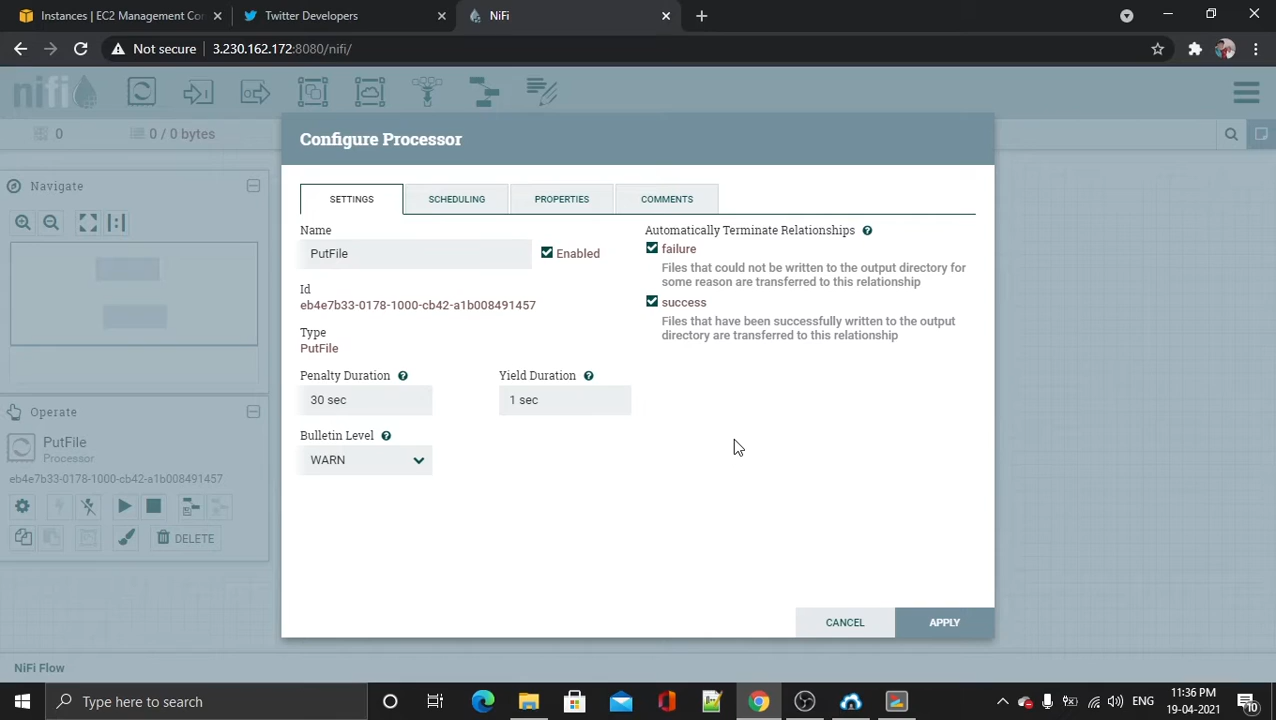 Instances | EC2 Management Con
Twitter Developers
NiFi
Not secure
3.230.162.172:8080/nifi/
nifi
0
0 / 0 bytes
Configure Processor
Navigate
SETTINGS
SCHEDULING
PROPERTIES
COMMENTS
Name
PutFile
Enabled
Id
eb4e7b33-0178-1000-cb42-a1b008491457
Type
PutFile
Penalty Duration
Yield Duration
30 sec
1 sec
Bulletin Level
WARN
Automatically Terminate Relationships
failure
Files that could not be written to the output directory for
some reason are transferred to this relationship
success
Files that have been successfully written to the output
directory are transferred to this relationship
Operate
PutFile
Processor
eb4e7b33-0178-1000-cb42-a1b008491457
DELETE
CANCEL
APPLY
NiFi Flow
Type here to search
ENG
11:36 PM
19-04-2021
10